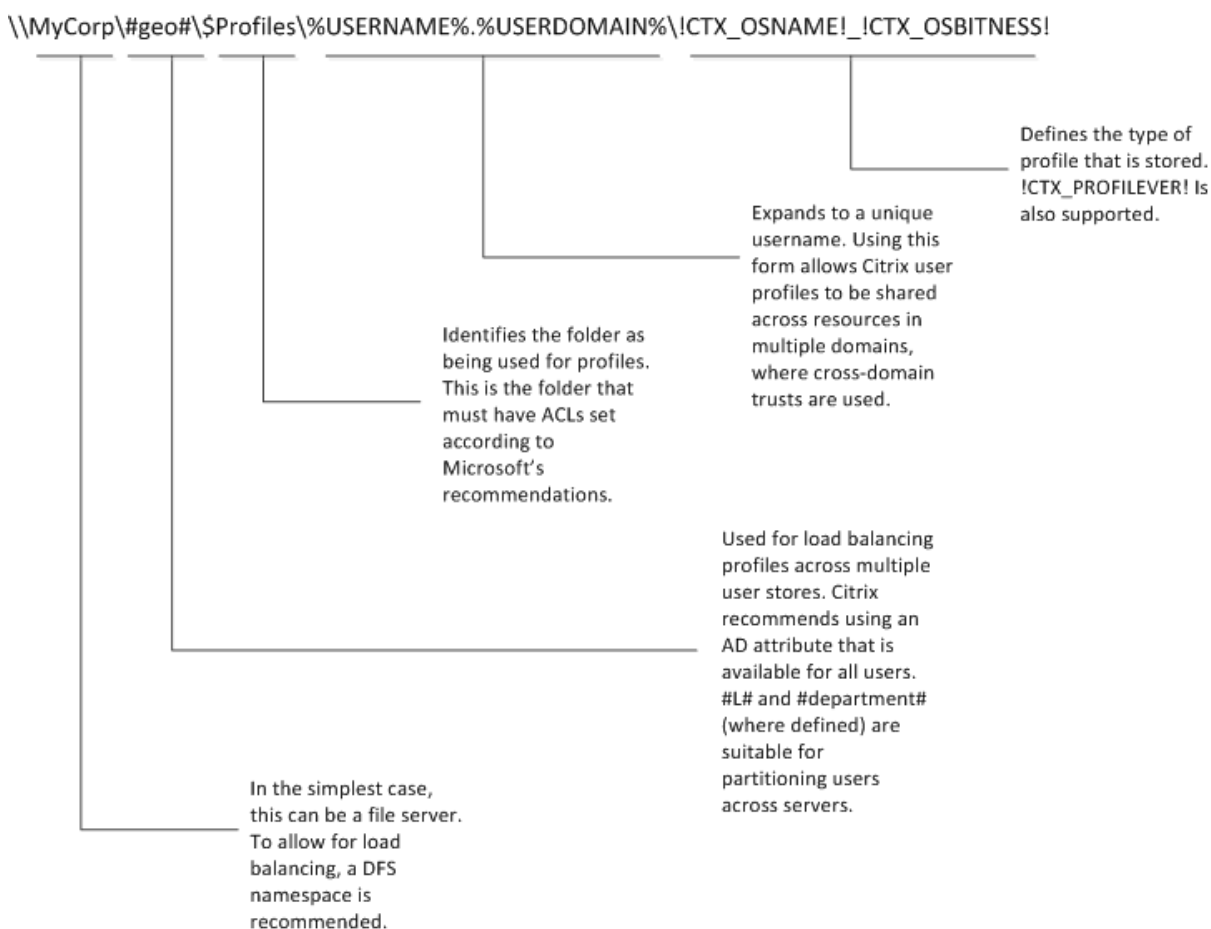 \\MyCorp\#geo#\$Profiles\%USERNAME%.%USERDOMAIN%\!CTX_OSNAME!_!CTX_OSBITNESS!
Defines the type of
profile that is stored.
!CTX_PROFILEVER! Is
also supported.
Expands to a unique
username. Using this
form allows Citrix user
profiles to be shared
across resources in
multiple domains,
where cross-domain
trusts are used.
Identifies the folder as
being used for profiles.
This is the folder that
must have ACLs set
according to
Microsoft’s
recommendations.
Used for load balancing
profiles across multiple
user stores. Citrix
recommends using an
AD attribute that is
available for all users.
#L# and #department#
(where defined) are
suitable for
partitioning users
across servers.
In the simplest case,
this can be a file server.
To allow for load
balancing, a DFS
namespace is
recommended.